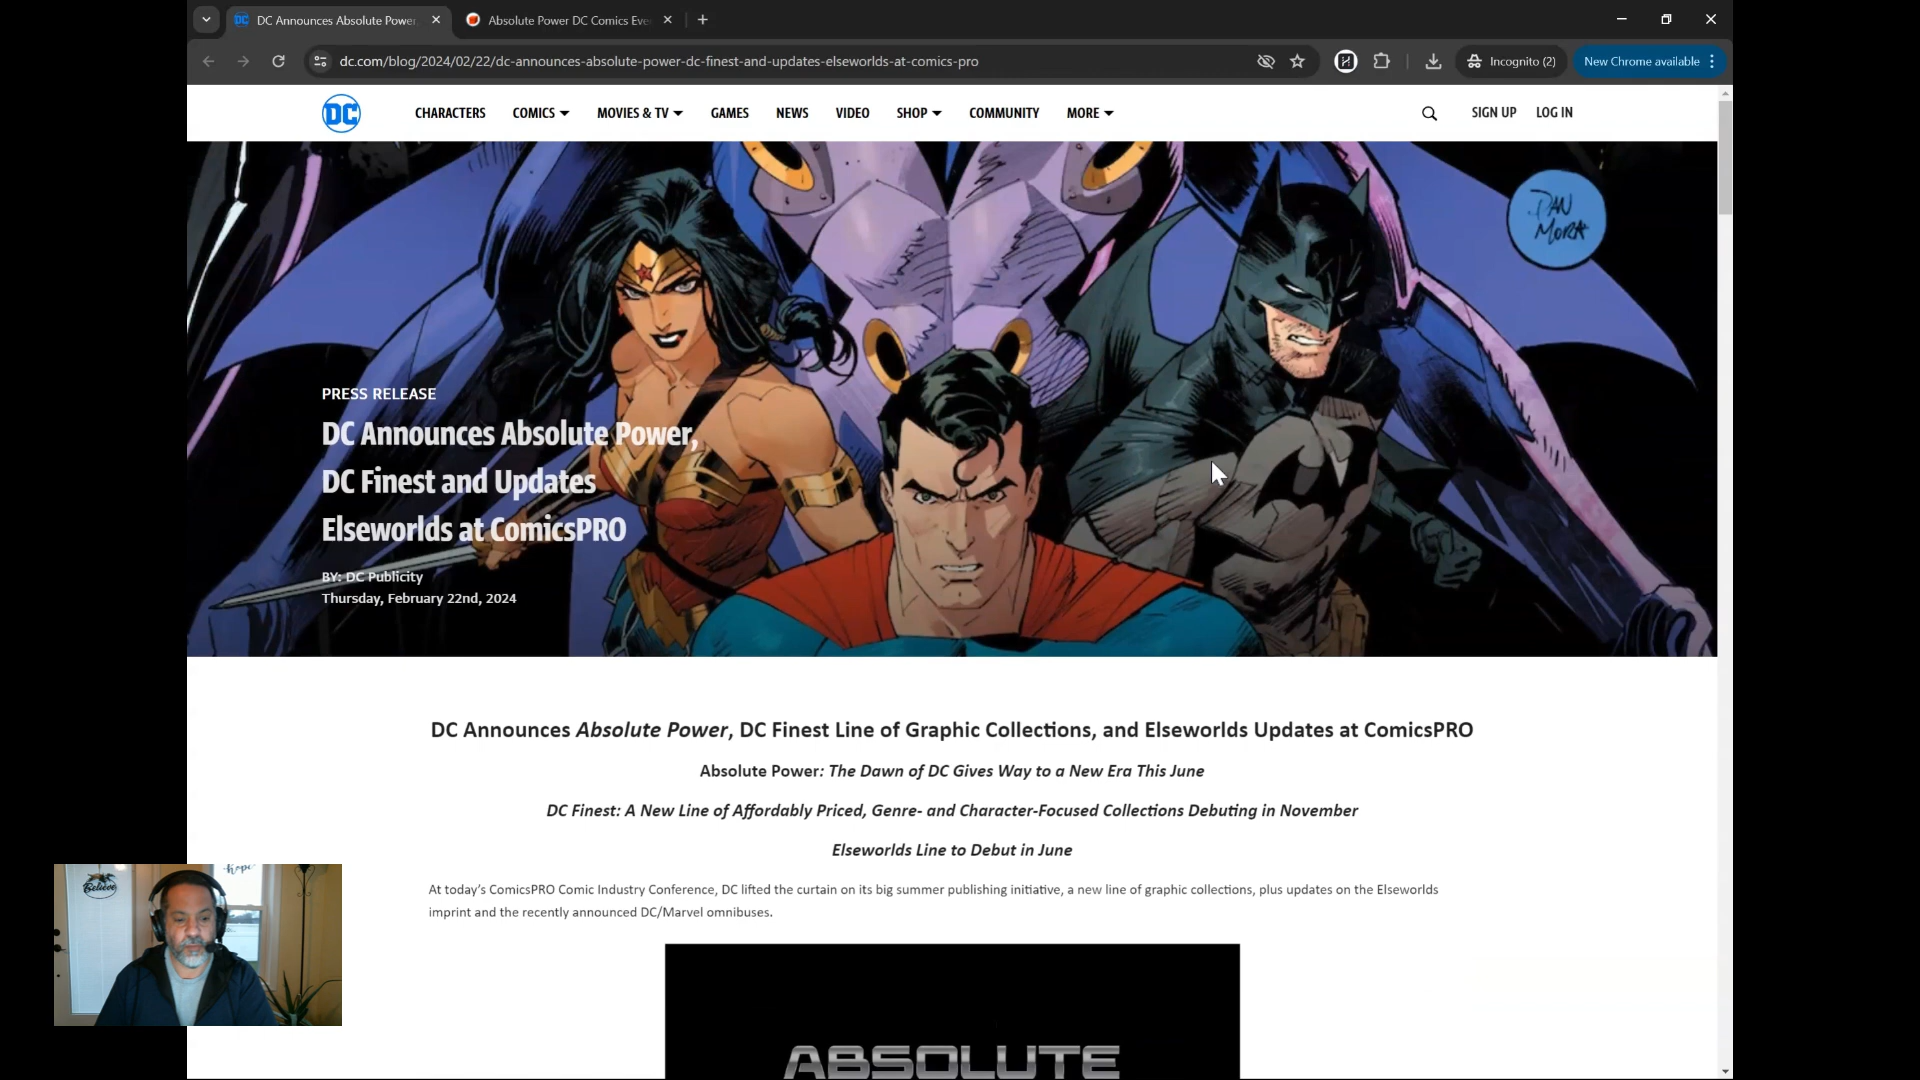 DC Announces Absolute Power
Absolute Power DC Comics Eve
dc.com/blog/2024/02/22/dc-announces-absolute-power-dc-finest-and-updates-elseworlds-at-comics-pro
Incognito (2)
New Chrome available
DC
CHARACTERS
COMICS
MOVIES & TV
GAMES
NEWS
VIDEO
SHOP
COMMUNITY
MORE
SIGN UP
LOG IN
DAN
MORA
PRESS RELEASE
DC Announces Absolute Power,
DC Finest and Updates
Elseworlds at ComicsPRO
BY: DC Publicity
Thursday, February 22nd, 2024
DC Announces Absolute Power, DC Finest Line of Graphic Collections, and Elseworlds Updates at ComicsPRO
Absolute Power: The Dawn of DC Gives Way to a New Era This June
DC Finest: A New Line of Affordably Priced, Genre- and Character-Focused Collections Debuting in November
Elseworlds Line to Debut in June
At today's ComicsPRO Comic Industry Conference, DC lifted the curtain on its big summer publishing initiative, a new line of graphic collections, plus updates on the Elseworlds
imprint and the recently announced DC/Marvel omnibuses.
ABSOLUTE
Believe
hope